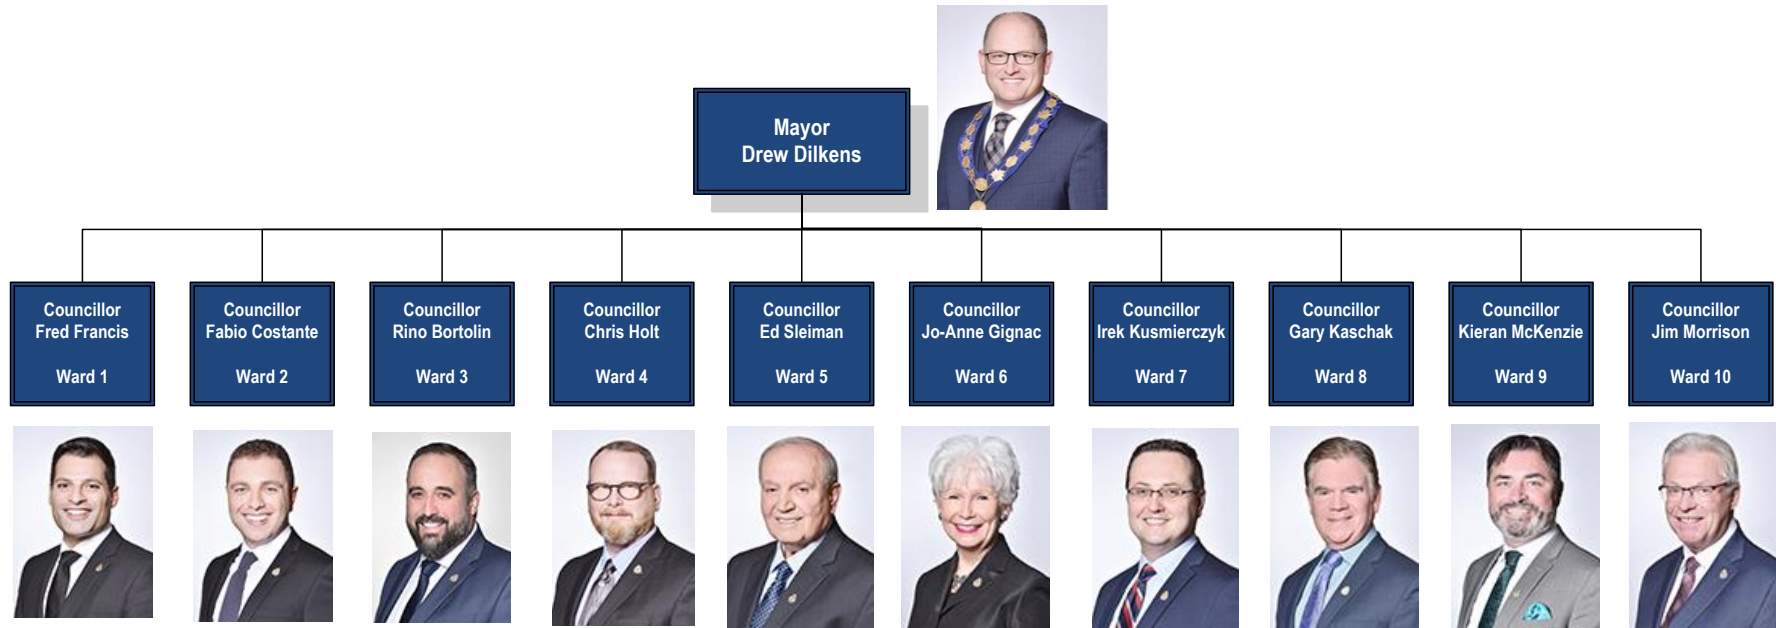 Mayor
Drew Dilkens
Councillor
Fred Francis
Ward 1
Councillor
Fabio Costante
Ward 2
Councillor
Rino Bortolin
Ward 3
Councillor
Chris Holt
Ward 4
Councillor
Ed Sleiman
Ward 5
Councillor
Jo-Anne Gignac
Ward 6
Councillor
Irek Kusmierczyk
Ward 7
Councillor
Gary Kaschak
Ward 8
Councillor
Kieran McKenzie
Ward 9
Councillor
Jim Morrison
Ward 10